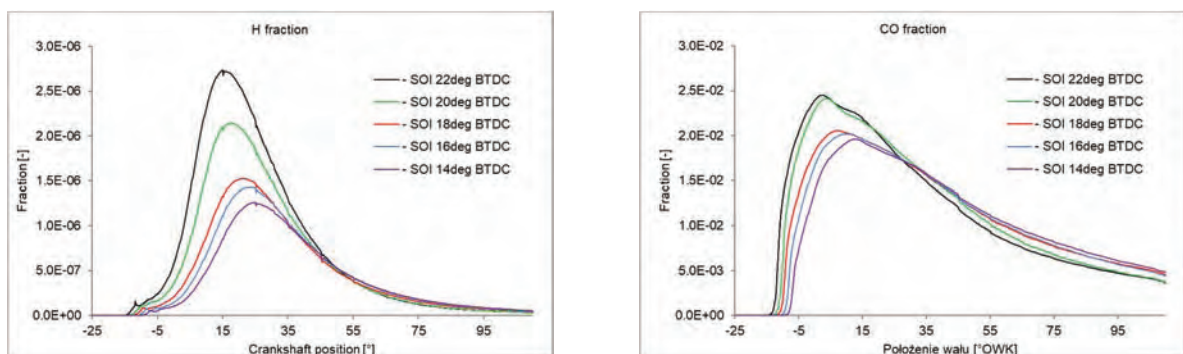 H fraction
3.0E-06
2.5E-06
2.0E-06
1.5E-06
1.0E-06
5.0E-07
0.0E+00
Fraction [-]
- SOI 22deg BTDC
- SOI 20deg BTDC
- SOI 18deg BTDC
- SOI 16deg BTDC
- SOI 14deg BTDC
-25 -5 15 35 55 75 95
Crankshaft position [°]
CO fraction
3.0E-02
2.5E-02
2.0E-02
1.5E-02
1.0E-02
5.0E-03
0.0E+00
Fraction [-]
- SOI 22deg BTDC
- SOI 20deg BTDC
- SOI 18deg BTDC
- SOI 16deg BTDC
- SOI 14deg BTDC
-25 -5 15 35 55 75 95
Położenie wału [°OWK]